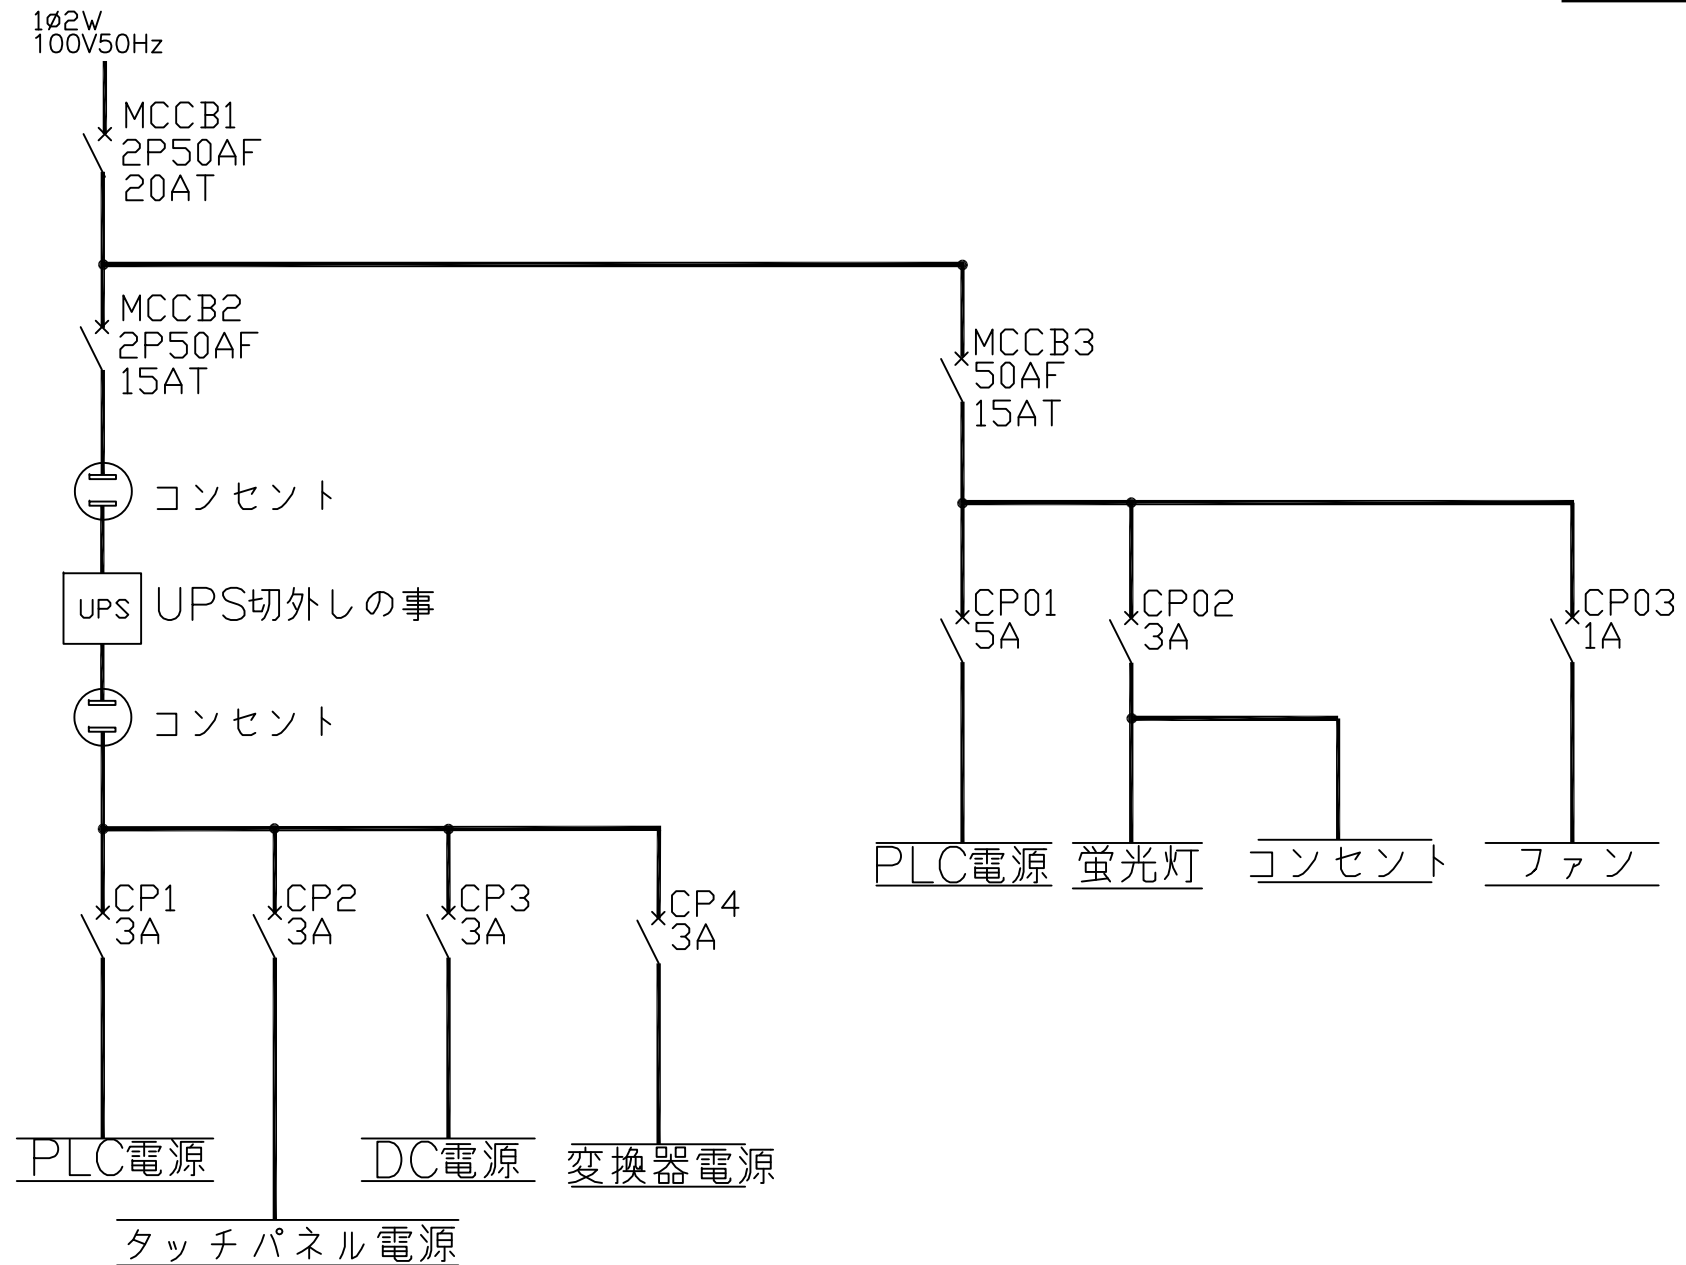 1ø2W
100V50Hz
MCCB1
2P50AF
20AT
MCCB2
2P50AF
15AT
MCCB3
50AF
15AT
コンセント
UPS
UPS切外しの事
コンセント
CP01
5A
CP02
3A
CP03
1A
PLC電源
蛍光灯
コンセント
ファン
CP1
3A
CP2
3A
CP3
3A
CP4
3A
PLC電源
DC電源
変換器電源
タッチパネル電源